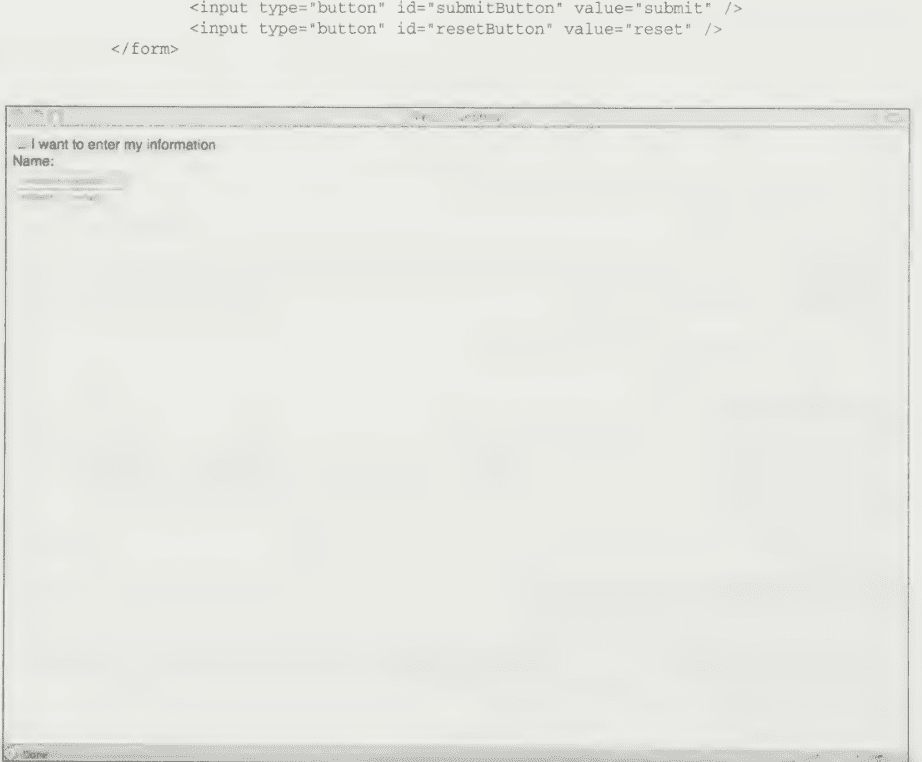 <input type="button" id="submitButton" value="submit" />
<input type="button" id="resetButton" value="reset" />
</form>
I want to enter my information
Name:
Done